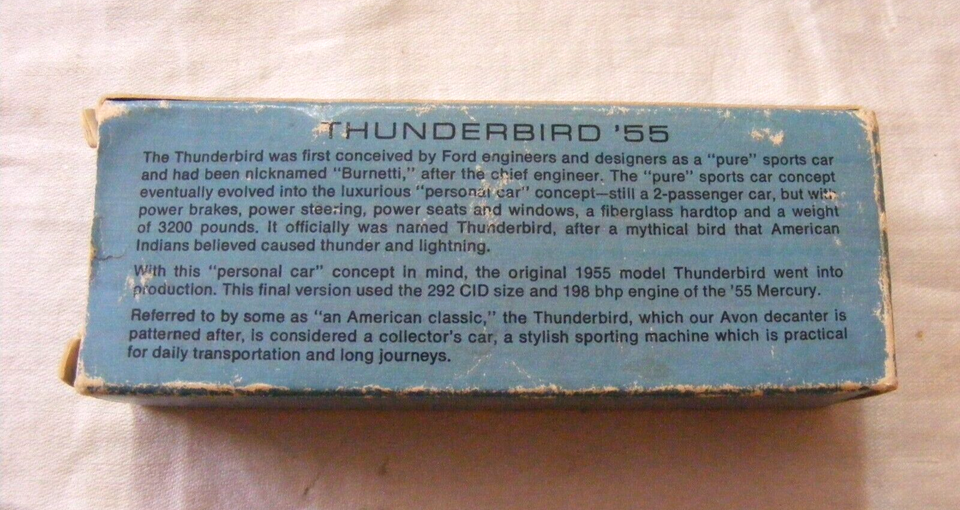 THUNDERBIRD '55
The Thunderbird was first conceived by Ford engineers and designers as a "pure" sports car
and had been nicknamed "Burnetti," after the chief engineer. The "pure" sports car concept
eventually evolved into the luxurious "personal car" concept—still a 2-passenger car, but with
power brakes, power steering, power seats and windows, a fiberglass hardtop and a weight
of 3200 pounds. It officially was named Thunderbird, after a mythical bird that American
Indians believed caused thunder and lightning.
With this "personal car" concept in mind, the original 1955 model Thunderbird went into
production. This final version used the 292 CID size and 198 bhp engine of the '55 Mercury.
Referred to by some as "an American classic," the Thunderbird, which our Avon decanter is
patterned after, is considered a collector's car, a stylish sporting machine which is practical
for daily transportation and long journeys.